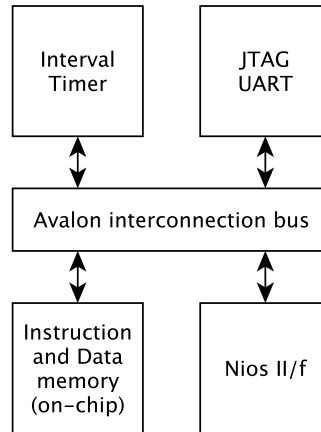 Interval
Timer
JTAG
UART
Avalon interconnection bus
Instruction
and Data
memory
(on-chip)
Nios II/f